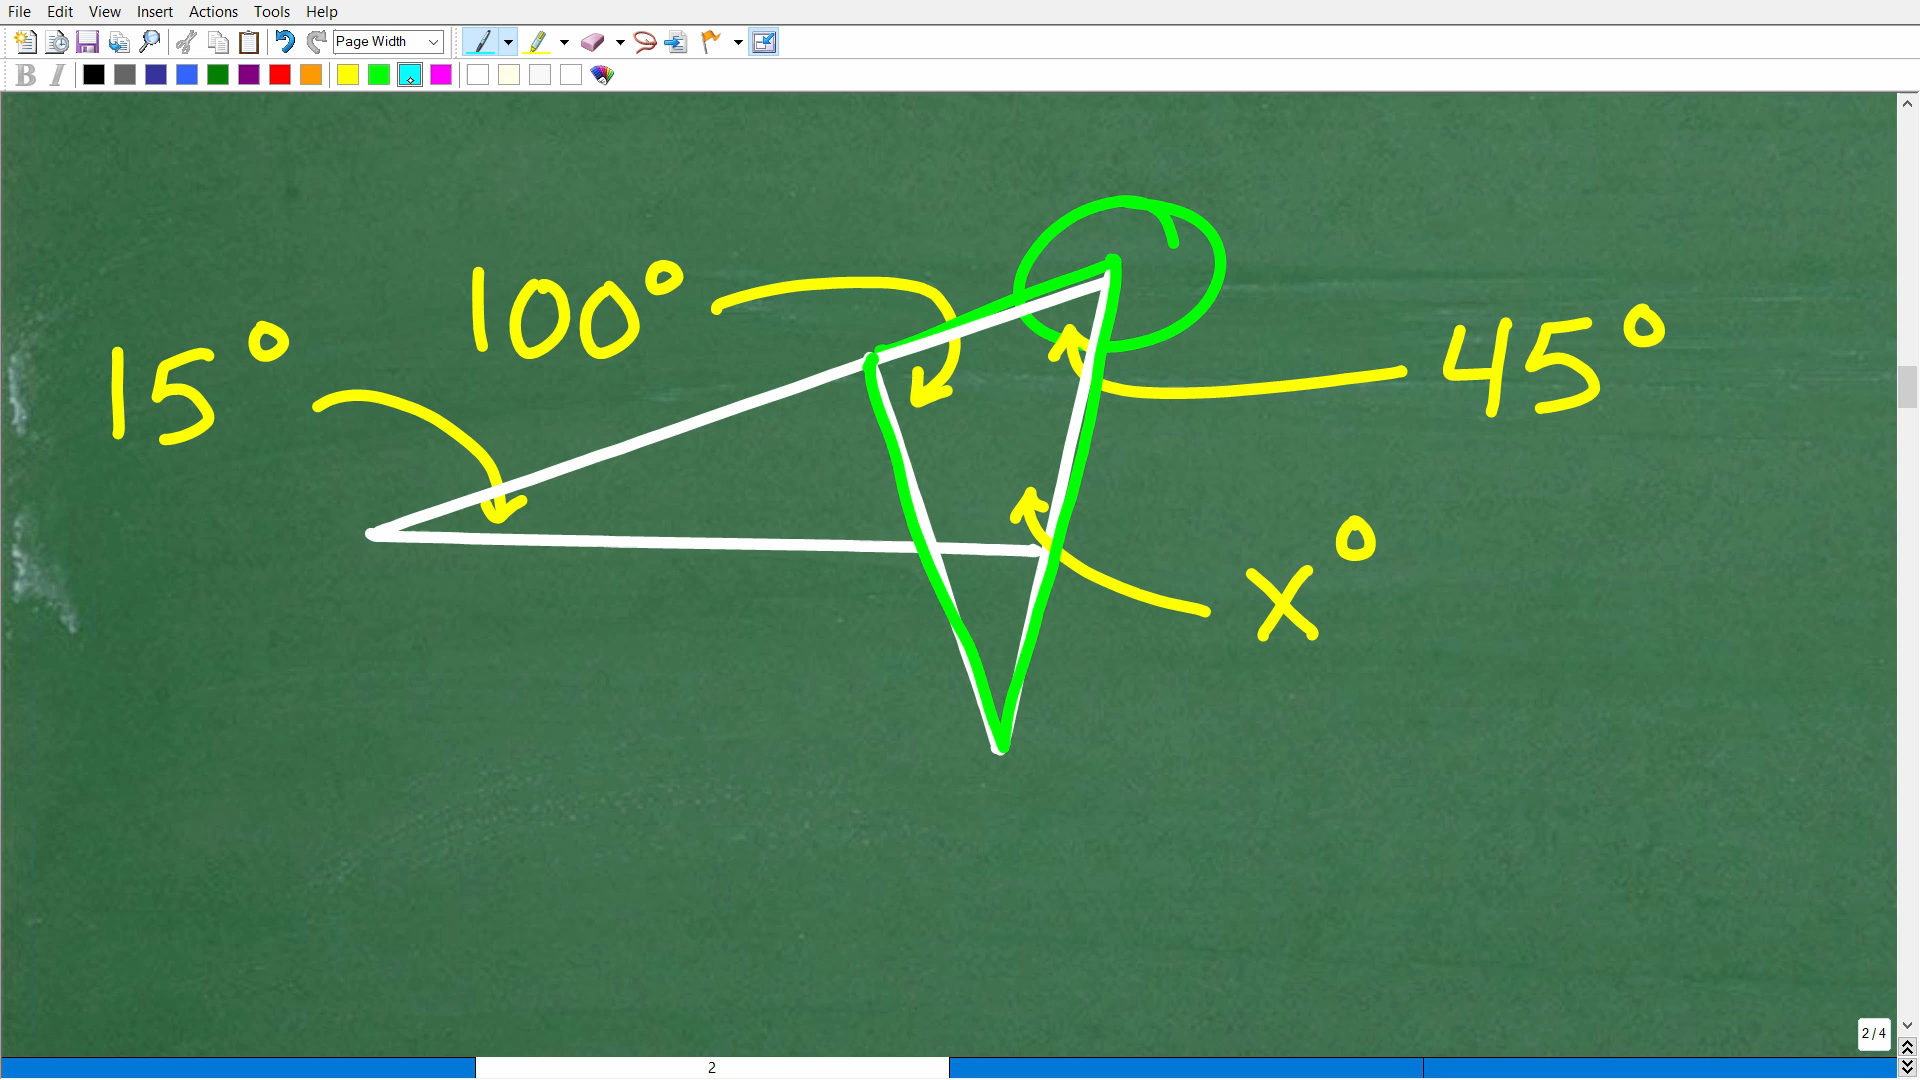 File Edit View Insert Actions Tools Help
Page Width
B I
100°
15°
45°
x°
2 / 4
2